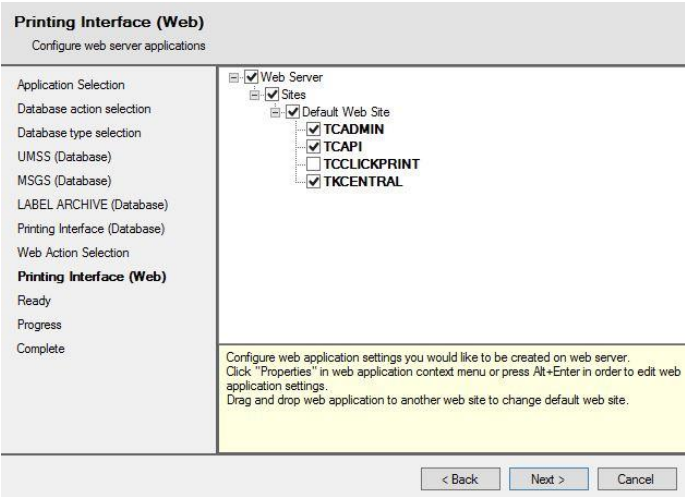 Printing Interface (Web)
Configure web server applications
Application Selection
Database action selection
Database type selection
UMSS (Database)
MSGS (Database)
LABEL ARCHIVE (Database)
Printing Interface (Database)
Web Action Selection
Printing Interface (Web)
Ready
Progress
Complete
Web Server
Sites
Default Web Site
TCADMIN
TCAPI
TCCLICKPRINT
TKCENTRAL
Configure web application settings you would like to be created on web server.
Click "Properties" in web application context menu or press Alt+Enter in order to edit web
application settings.
Drag and drop web application to another web site to change default web site.
< Back
Next >
Cancel